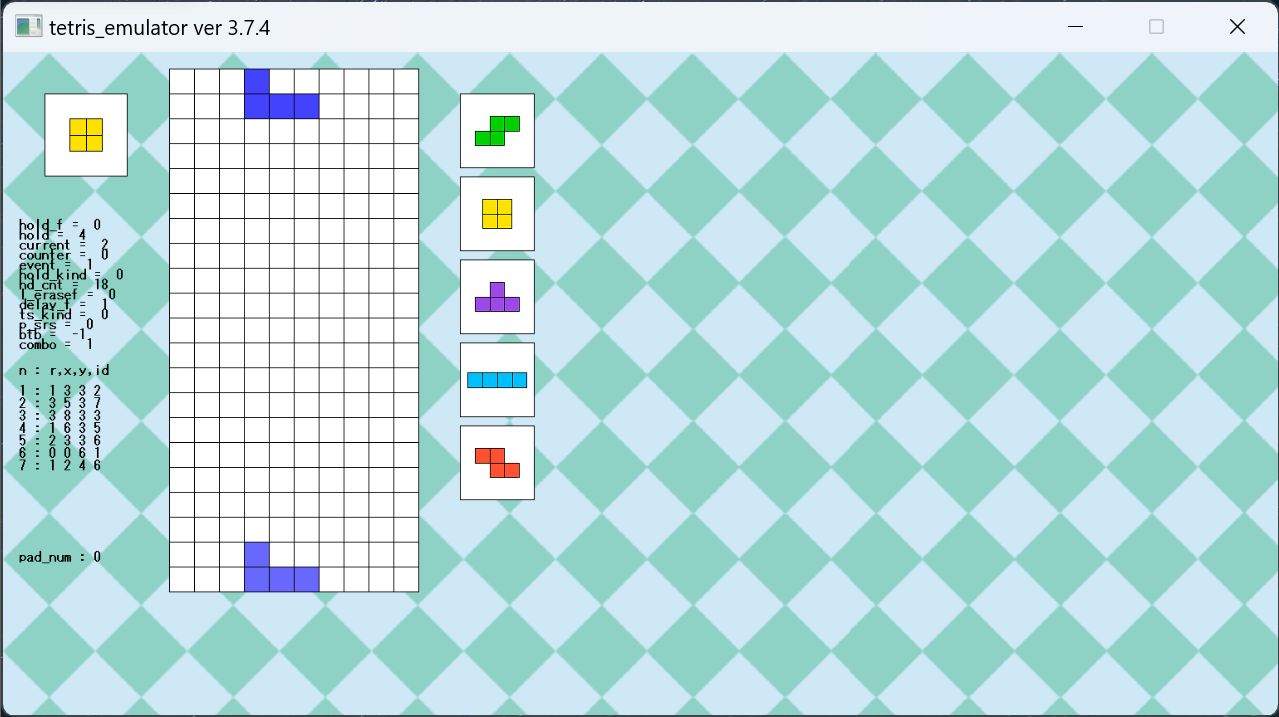 tetris_emulator ver 3.7.4
hold_f = 0
hold = 4
current = 2
counter = 0
event = 1
hold_kind = 0
hd_cnt = 18
l_erasef = 0
delay_f = 1
ts_kind = 0
p_srs = 0
btb = -1
combo = 1
n : r,x,y,id
1 : 1 3 3 2
2 : 3 5 3 7
3 : 3 8 3 3
4 : 1 6 3 5
5 : 2 3 3 6
6 : 0 0 6 1
7 : 1 2 4 6
pad_num : 0